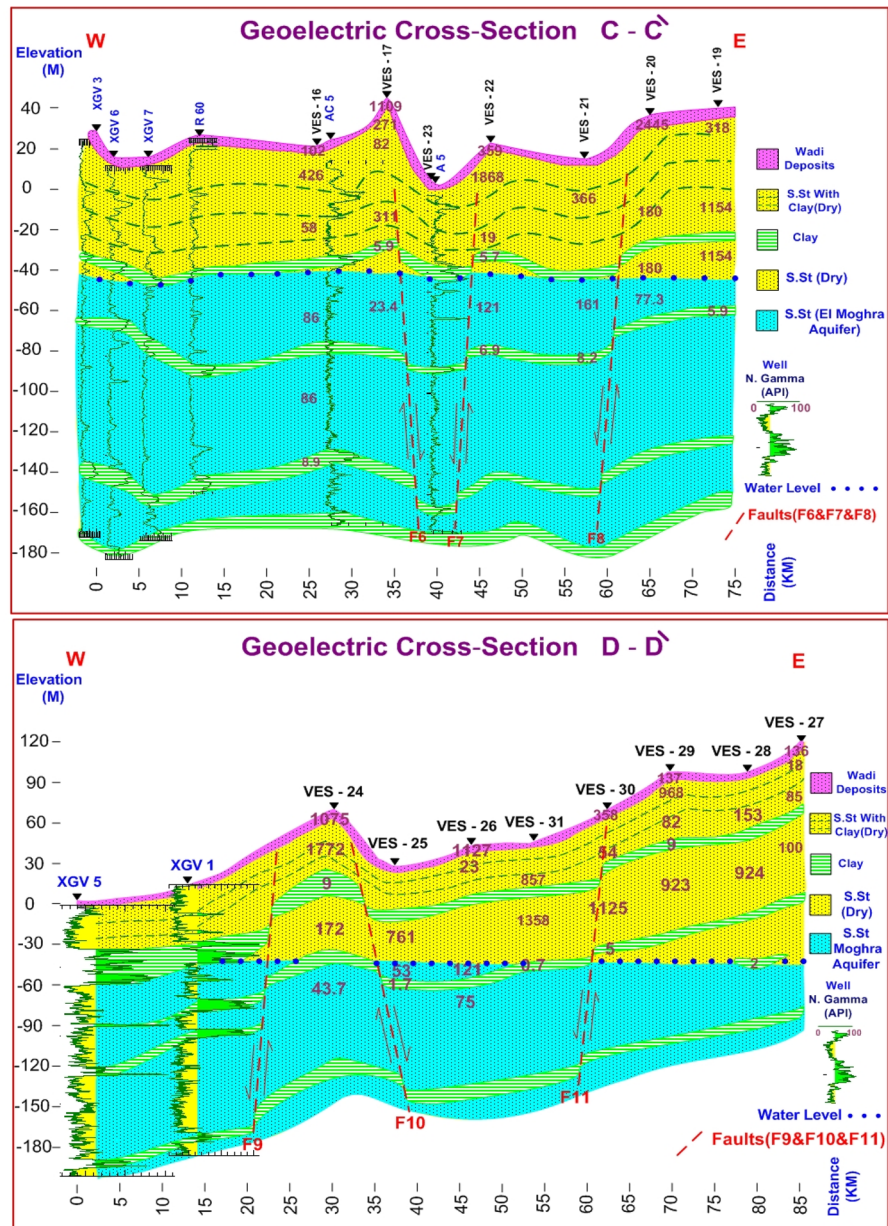 Geoelectric Cross-Section C - C\
W
E
Elevation
(M)
XGV 3
XGV 6
XGV 7
R 60
VES - 16
AC 5
VES - 17
VES - 23
A 5
VES - 22
VES - 21
VES - 20
VES - 19
40
20
0
-20
-40
-60
-80
-100
-120
-140
-160
-180
1109
271
82
102
426
359
1868
2445
318
366
311
58
5.9
19
5.7
180
1154
180
1154
23.4
86
121
161
77.3
5.9
6.9
8.2
86
8.9
F6
F7
F8
Wadi
Deposits
S.St With
Clay(Dry)
Clay
S.St (Dry)
S.St (El Moghra
Aquifer)
Well
N. Gamma
(API)
0 100
Water Level
Faults(F6&F7&F8)
Distance
(KM)
0 5 10 15 20 25 30 35 40 45 50 55 60 65 70 75
Geoelectric Cross-Section D - D\
W
E
Elevation
(M)
XGV 5
XGV 1
VES - 24
VES - 25
VES - 26
VES - 31
VES - 30
VES - 29
VES - 28
VES - 27
120
90
60
30
0
-30
-60
-90
-120
-150
-180
136
18
85
100
137
968
82
9
923
153
924
2
1075
1772
9
172
43.7
761
53
1.7
1127
23
121
75
857
1358
0.7
358
1125
5
F9
F10
F11
Wadi
Deposits
S.St With
Clay(Dry)
Clay
S.St
(Dry)
S.St
Moghra
Aquifer
Well
N. Gamma
(API)
0 100
Water Level
Faults(F9&F10&F11)
Distance
(KM)
0 5 10 15 20 25 30 35 40 45 50 55 60 65 70 75 80 85